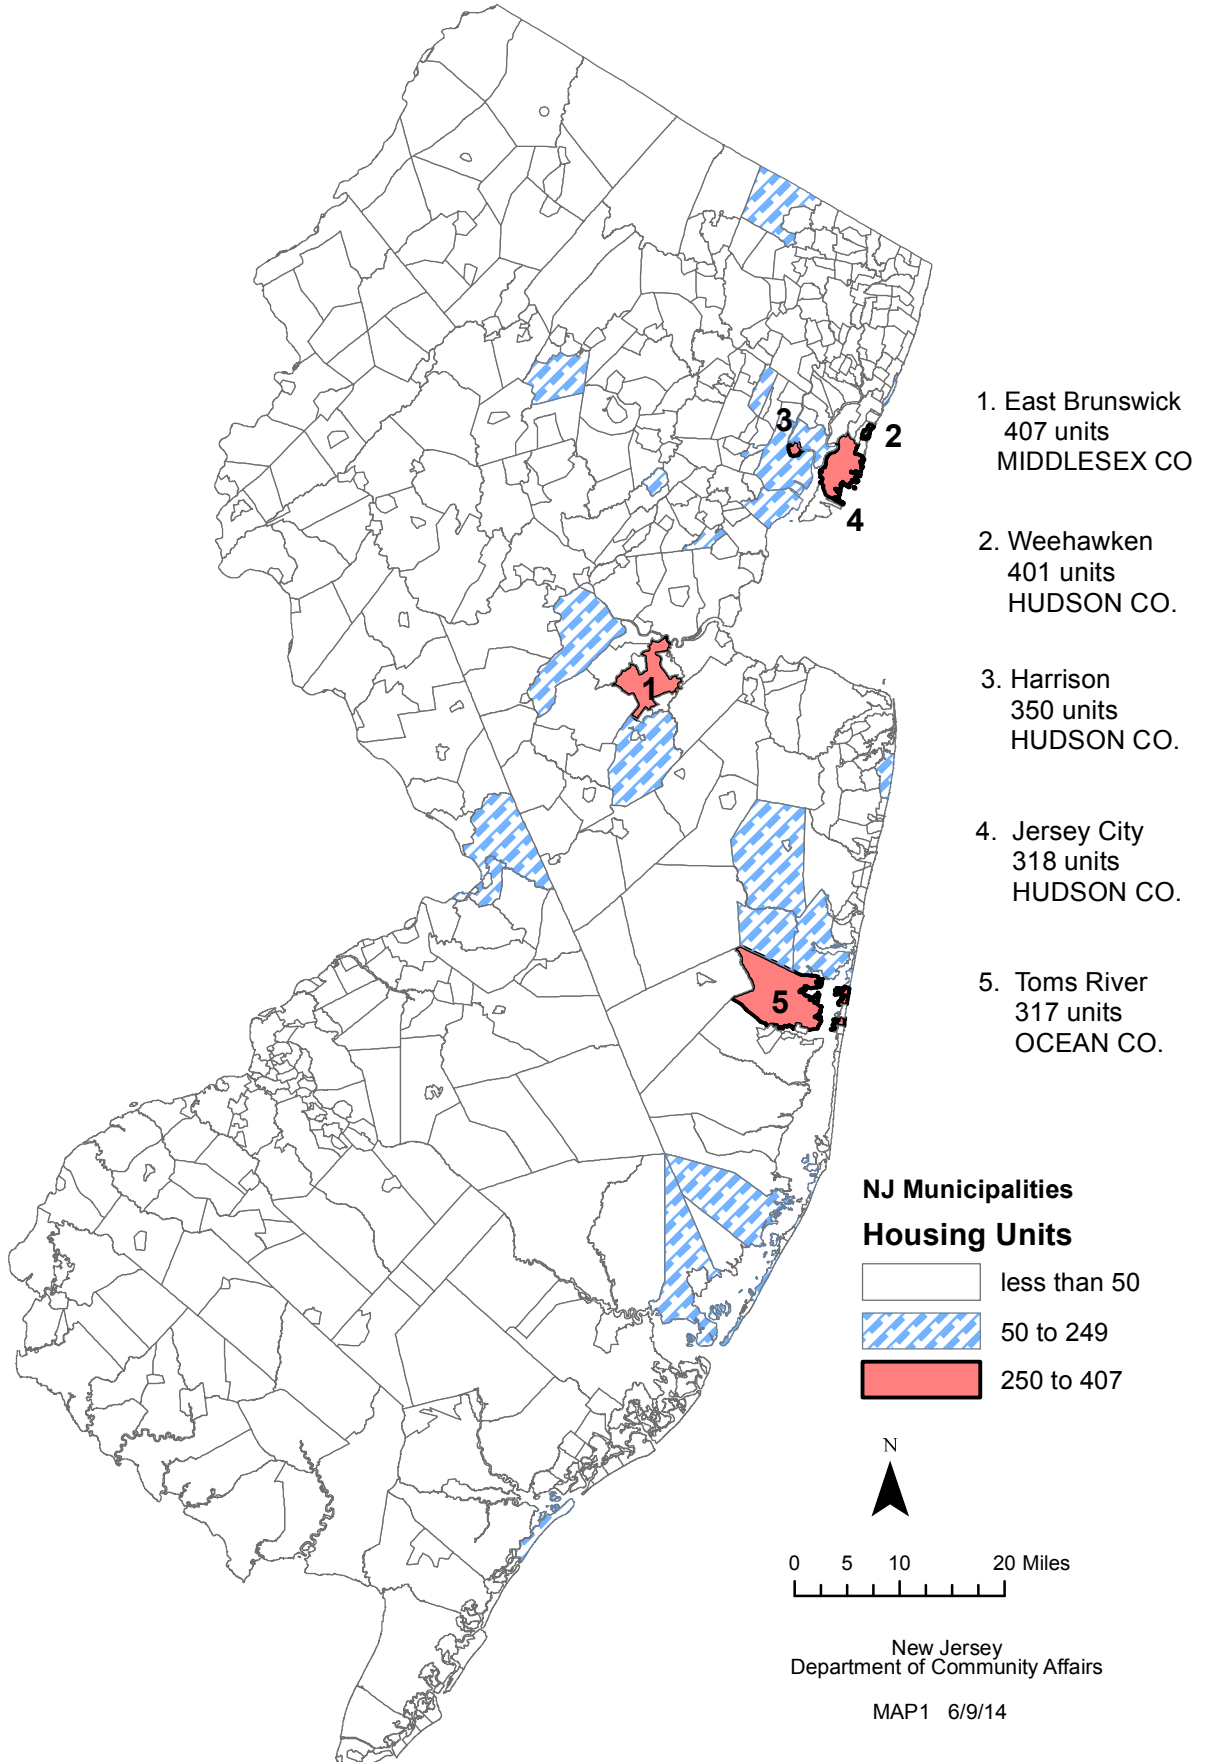 3
2
4
1
5
1. East Brunswick
407 units
MIDDLESEX CO
2. Weehawken
401 units
HUDSON CO.
3. Harrison
350 units
HUDSON CO.
4. Jersey City
318 units
HUDSON CO.
5. Toms River
317 units
OCEAN CO.
NJ Municipalities
Housing Units
less than 50
50 to 249
250 to 407
N
0 5 10 20 Miles
New Jersey
Department of Community Affairs
MAP1 6/9/14